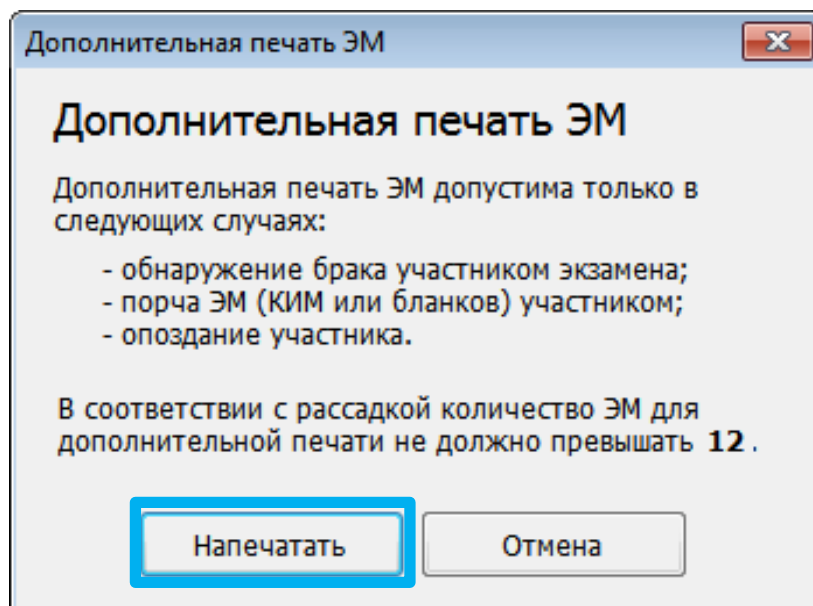 Дополнительная печать ЭМ
Дополнительная печать ЭМ
Дополнительная печать ЭМ допустима только в
следующих случаях:
- обнаружение брака участником экзамена;
- порча ЭМ (КИМ или бланков) участником;
- опоздание участника.
В соответствии с рассадкой количество ЭМ для
дополнительной печати не должно превышать 12 .
Напечатать
Отмена